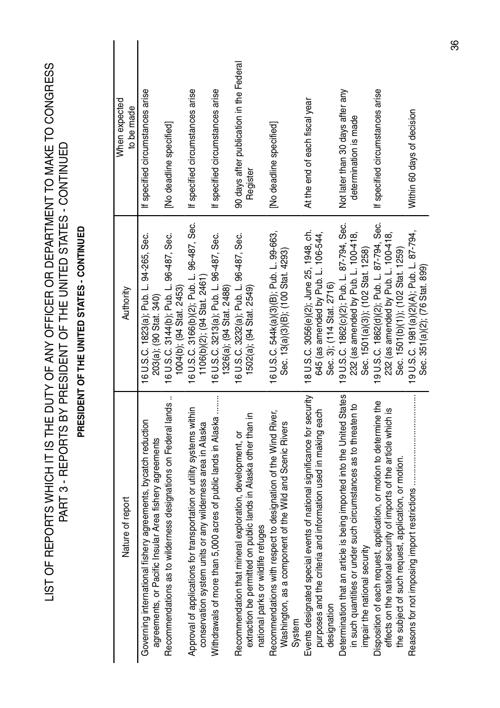 LIST OF REPORTS WHICH IT IS THE DUTY OF ANY OFFICER OR DEPARTMENT TO MAKE TO CONGRESS
PART 3 - REPORTS BY PRESIDENT OF THE UNITED STATES - CONTINUED
PRESIDENT OF THE UNITED STATES - CONTINUED
Nature of report
Authority
When expected
to be made
Governing international fishery agreements, bycatch reduction
agreements, or Pacific Insular Area fishery agreements
16 U.S.C. 1823(a); Pub. L. 94-265, Sec.
203(a); (90 Stat. 340)
If specified circumstances arise
Recommendations as to wilderness designations on Federal lands ..
16 U.S.C. 3144(b); Pub. L. 96-487, Sec.
1004(b); (94 Stat. 2453)
[No deadline specified]
Approval of applications for transportation or utility systems within
conservation system units or any wilderness area in Alaska
16 U.S.C. 3166(b)(2); Pub. L. 96-487, Sec.
1106(b)(2); (94 Stat. 2461)
If specified circumstances arise
Withdrawals of more than 5,000 acres of public lands in Alaska .......
16 U.S.C. 3213(a); Pub. L. 96-487, Sec.
1326(a); (94 Stat. 2488)
If specified circumstances arise
Recommendation that mineral exploration, development, or
extraction be permitted on public lands in Alaska other than in
national parks or wildlife refuges
16 U.S.C. 3232(a); Pub. L. 96-487, Sec.
1502(a); (94 Stat. 2549)
90 days after publication in the Federal
Register
Recommendations with respect to designation of the Wind River,
Washington, as a component of the Wild and Scenic Rivers
System
16 U.S.C. 544k(a)(3)(B); Pub. L. 99-663,
Sec. 13(a)(3)(B); (100 Stat. 4293)
[No deadline specified]
Events designated special events of national significance for security
purposes and the criteria and information used in making each
designation
18 U.S.C. 3056(e)(2); June 25, 1948, ch.
645 (as amended by Pub. L. 106-544,
Sec. 3); (114 Stat. 2716)
At the end of each fiscal year
Determination that an article is being imported into the United States
in such quantities or under such circumstances as to threaten to
impair the national security
19 U.S.C. 1862(c)(2); Pub. L. 87-794, Sec.
232 (as amended by Pub. L. 100-418,
Sec. 1501(a)(3)); (102 Stat. 1258)
Not later than 30 days after any
determination is made
Disposition of each request, application, or motion to determine the
effects on the national security of imports of the article which is
the subject of such request, application, or motion.
19 U.S.C. 1862(d)(2); Pub. L. 87-794, Sec.
232 (as amended by Pub. L. 100-418,
Sec. 1501(b)(1)); (102 Stat. 1259)
If specified circumstances arise
Reasons for not imposing import restrictions ..............................
19 U.S.C. 1981(a)(2)(A); Pub. L. 87-794,
Sec. 351(a)(2); (76 Stat. 899)
Within 60 days of decision
36